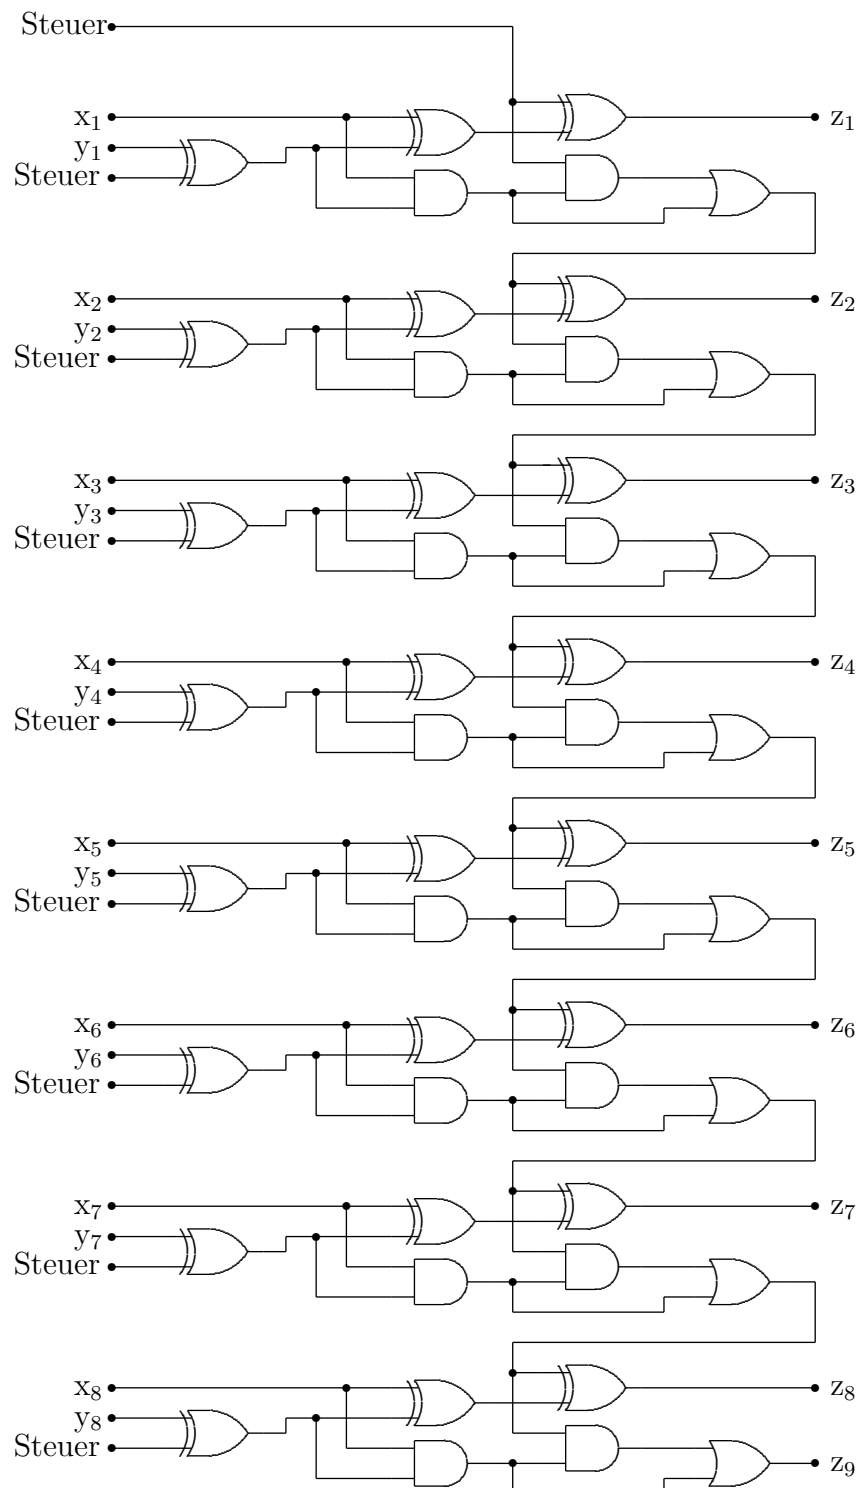 Steuer
x₁ z₁
y₁
Steuer
x₂ z₂
y₂
Steuer
x₃ z₃
y₃
Steuer
x₄ z₄
y₄
Steuer
x₅ z₅
y₅
Steuer
x₆ z₆
y₆
Steuer
x₇ z₇
y₇
Steuer
x₈ z₈
y₈
Steuer z₉